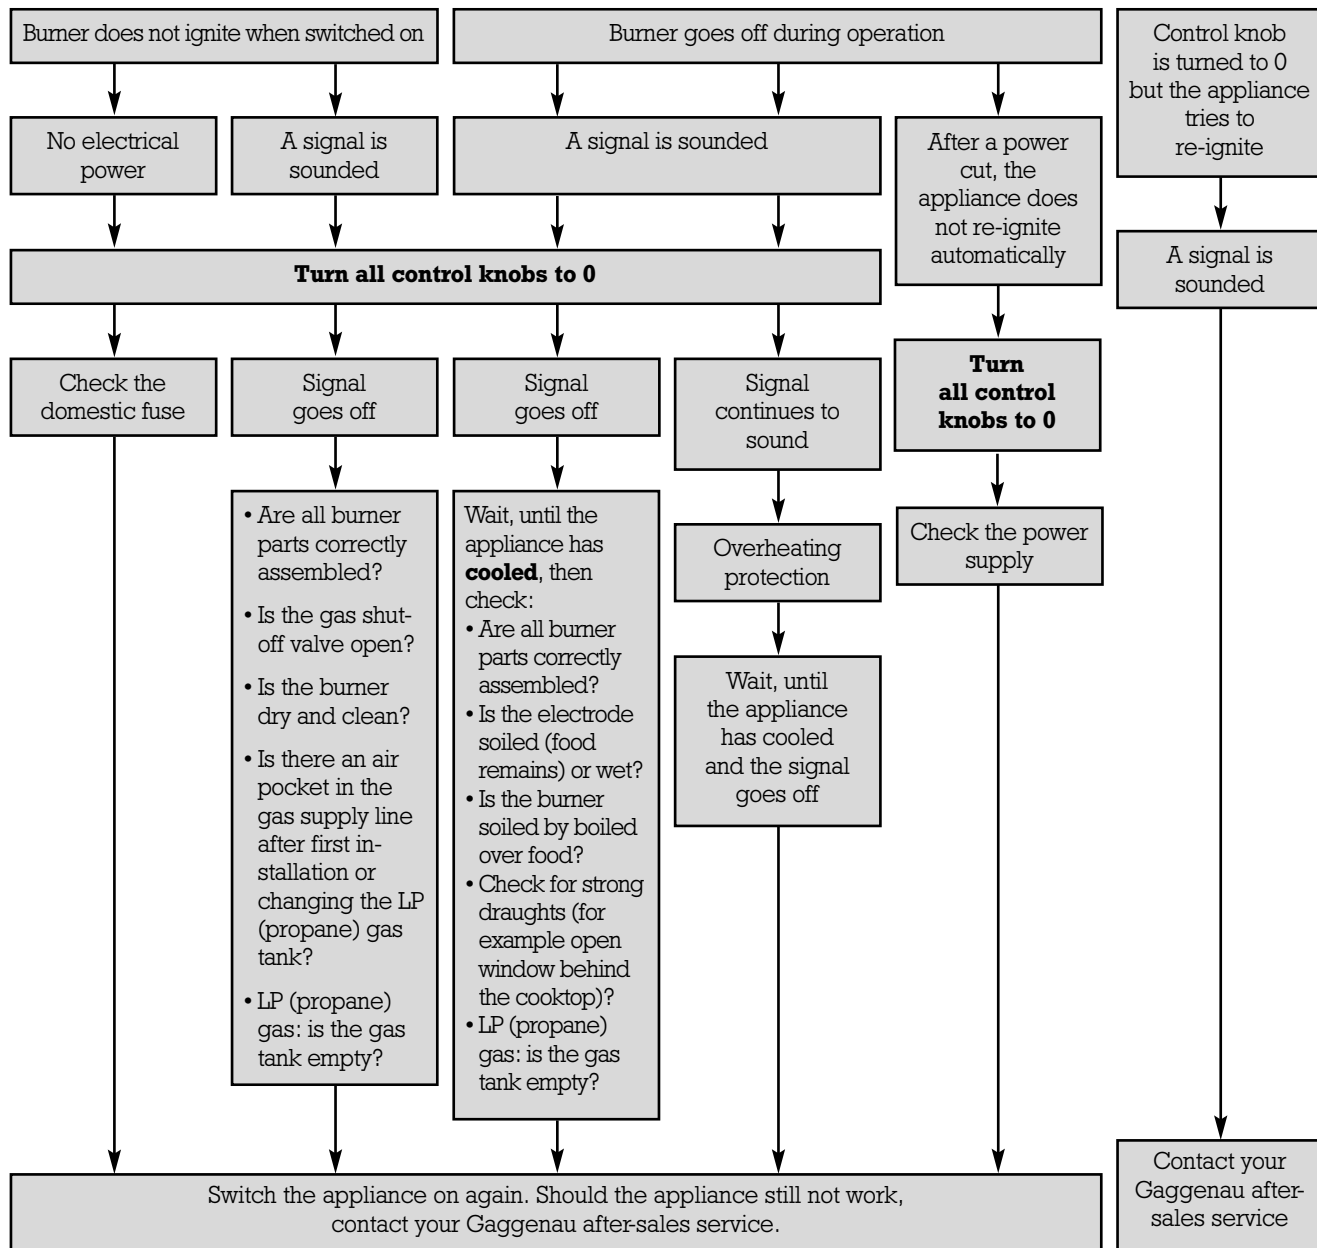 Burner does not ignite when switched on
Burner goes off during operation
Control knob
is turned to 0
but the appliance
tries to
re-ignite
No electrical
power
A signal is
sounded
A signal is sounded
After a power
cut, the
appliance does
not re-ignite
automatically
A signal is
sounded
Turn all control knobs to 0
Check the
domestic fuse
Signal
goes off
Signal
goes off
Signal
continues to
sound
Turn
all control
knobs to 0
• Are all burner
parts correctly
assembled?
• Is the gas shut-
off valve open?
• Is the burner
dry and clean?
• Is there an air
pocket in the
gas supply line
after first in-
stallation or
changing the LP
(propane) gas
tank?
• LP (propane)
gas: is the gas
tank empty?
Wait, until the
appliance has
cooled, then
check:
• Are all burner
parts correctly
assembled?
• Is the electrode
soiled (food
remains) or wet?
• Is the burner
soiled by boiled
over food?
• Check for strong
draughts (for
example open
window behind
the cooktop)?
• LP (propane)
gas: is the gas
tank empty?
Overheating
protection
Wait, until
the appliance
has cooled
and the signal
goes off
Check the power
supply
Switch the appliance on again. Should the appliance still not work,
contact your Gaggenau after-sales service.
Contact your
Gaggenau after-
sales service